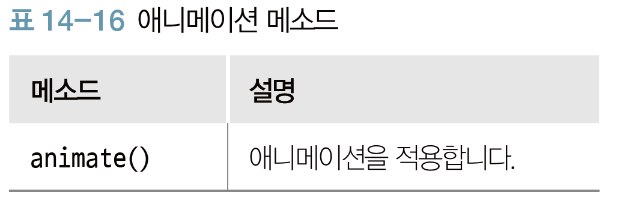 표 14-16 애니메이션 메소드
메소드 설명
animate() 애니메이션을 적용합니다.